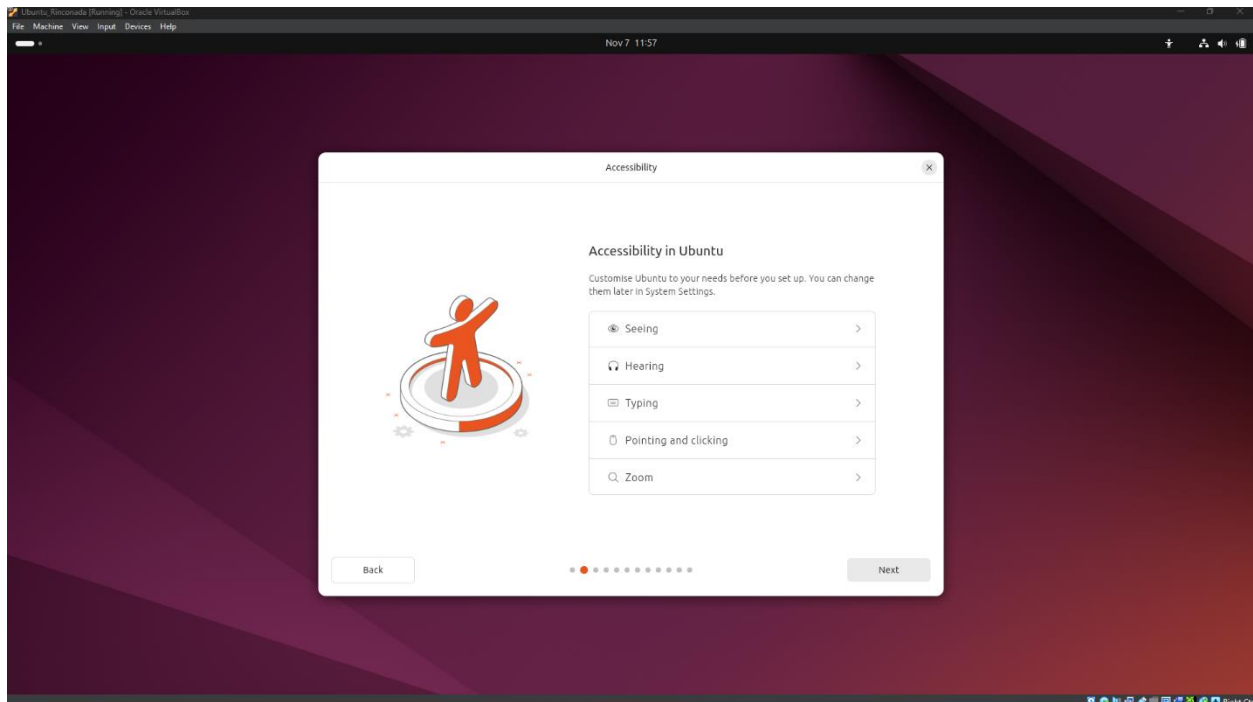 Ubuntu_Rinconada [Running] - Oracle VirtualBox
File Machine View Input Devices Help
Nov 7 11:57
Accessibility
Accessibility in Ubuntu
Customise Ubuntu to your needs before you set up. You can change
them later in System Settings.
Seeing
Hearing
Typing
Pointing and clicking
Zoom
Back
Next
Right Ct